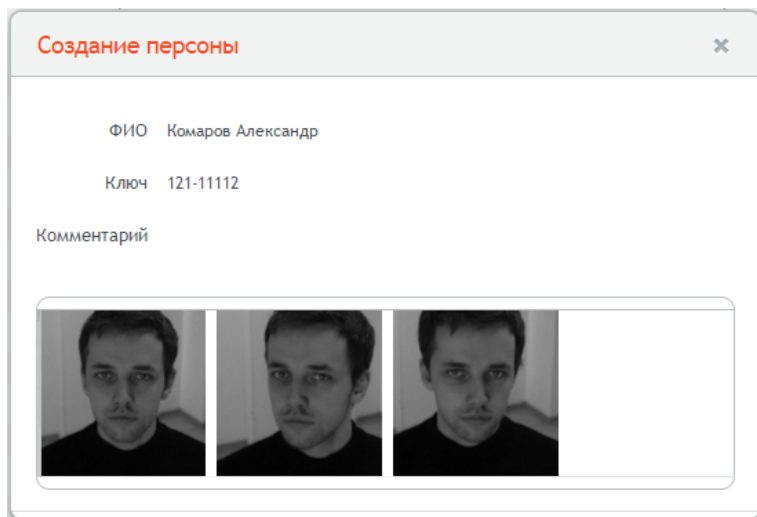 Создание персоны
ФИО Комаров Александр
Ключ 121-11112
Комментарий